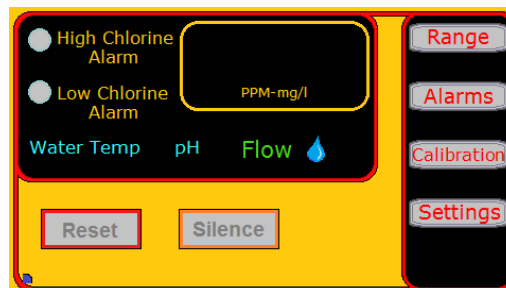 High Chlorine
Alarm
Low Chlorine
Alarm
PPM-mg/l
Water Temp pH Flow
Reset Silence
Range
Alarms
Calibration
Settings